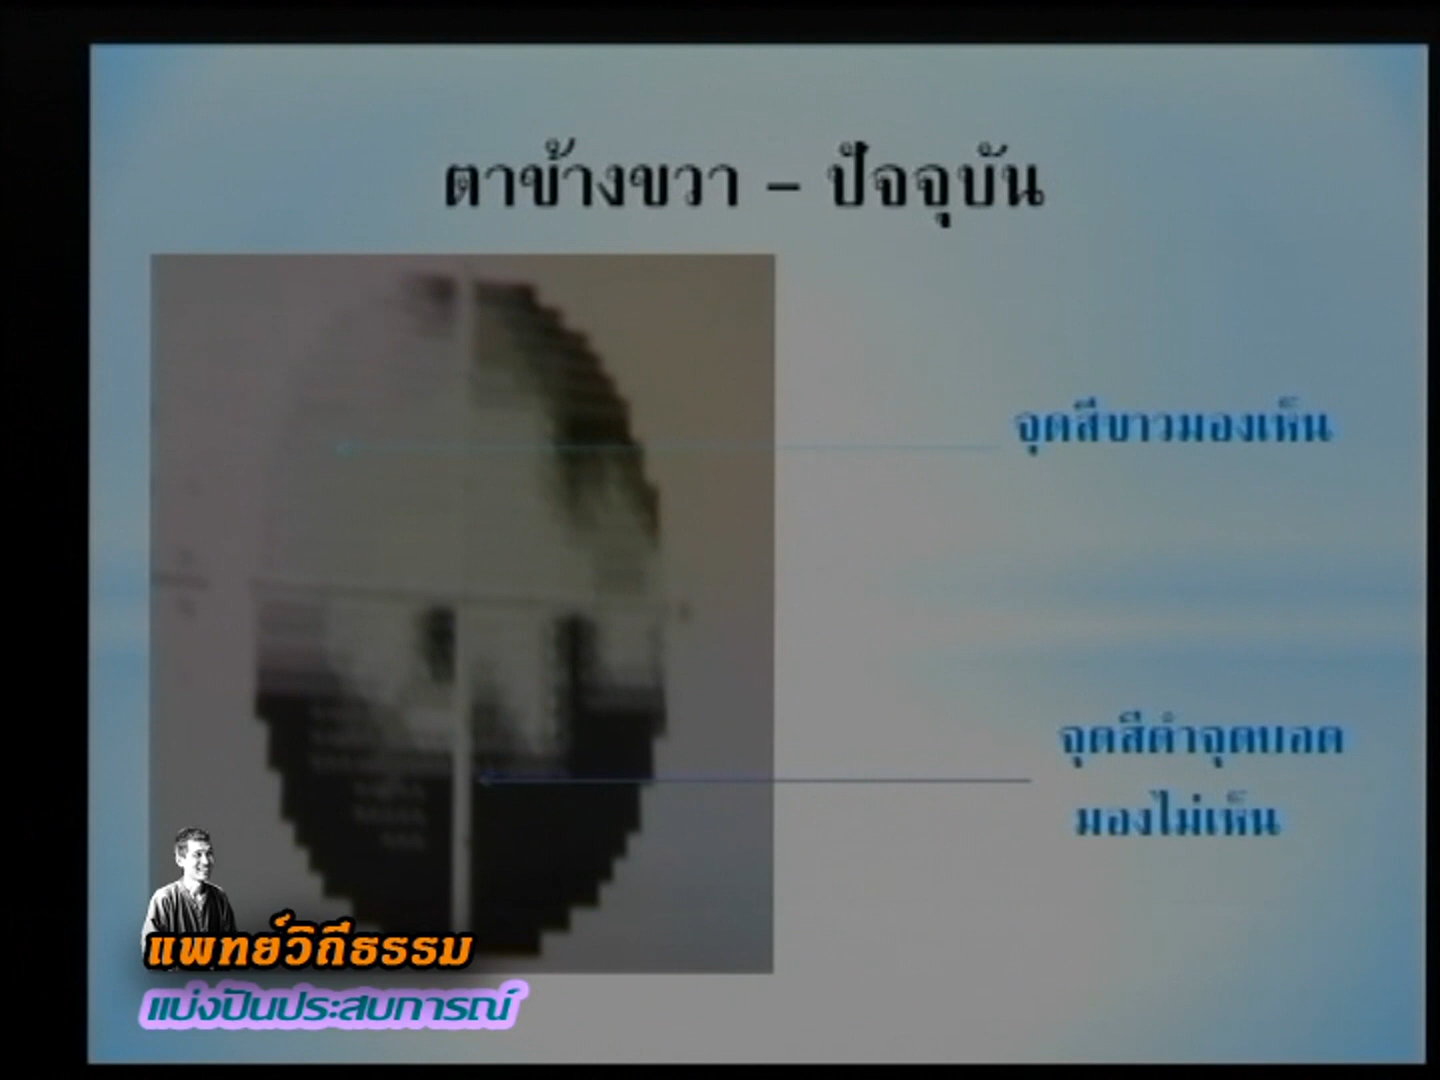 ตาข้างขวา – ปัจจุบัน
จุดสีขาวมองเห็น
จุดสีดำจุดบอด
มองไม่เห็น
แพทย์วิถีธรรม
แบ่งปันประสบการณ์